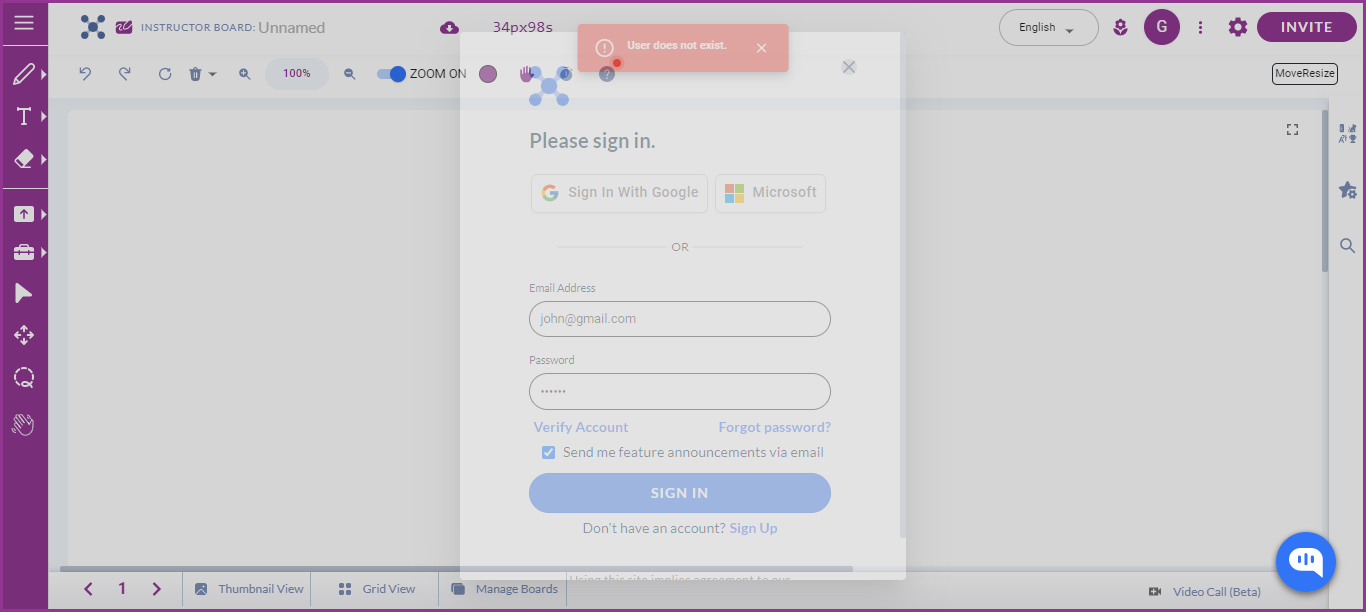 INSTRUCTOR BOARD: Unnamed
34px98s
User does not exist.
English
G
INVITE
100%
ZOOM ON
?
MoveResize
Please sign in.
Sign In With Google
Microsoft
OR
Email Address
john@gmail.com
Password
••••••
Verify Account
Forgot password?
Send me feature announcements via email
SIGN IN
Don't have an account? Sign Up
Using this site implies agreement to our
1
Thumbnail View
Grid View
Manage Boards
Video Call (Beta)